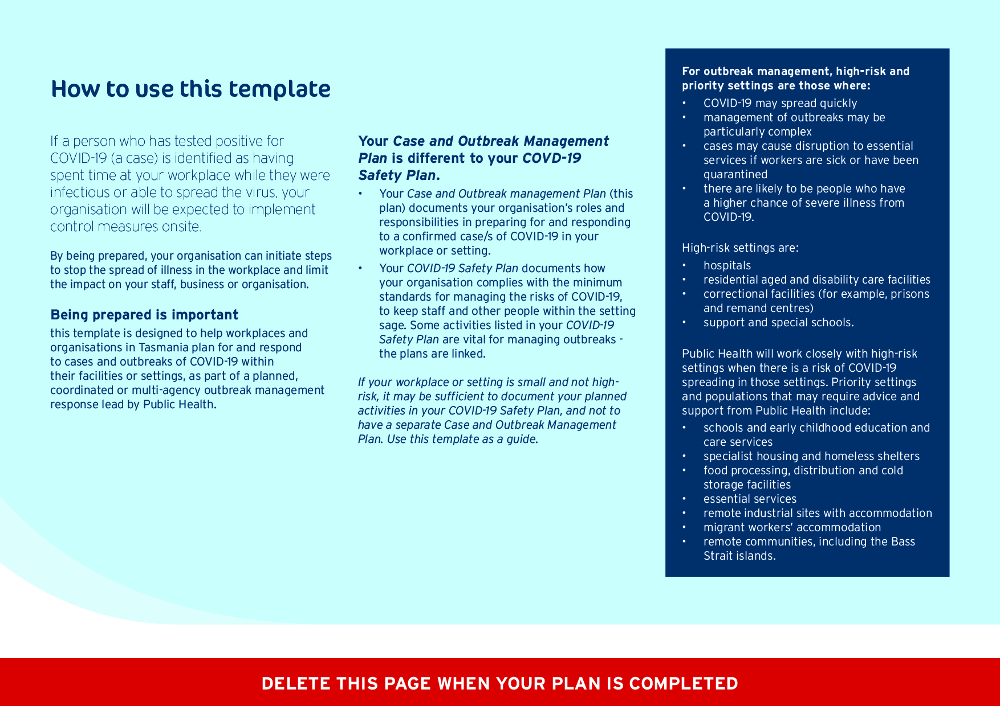 How to use this template
If a person who has tested positive for
COVID-19 (a case) is identified as having
spent time at your workplace while they were
infectious or able to spread the virus, your
organisation will be expected to implement
control measures onsite.
By being prepared, your organisation can initiate steps
to stop the spread of illness in the workplace and limit
the impact on your staff, business or organisation.
Being prepared is important
this template is designed to help workplaces and
organisations in Tasmania plan for and respond
to cases and outbreaks of COVID-19 within
their facilities or settings, as part of a planned,
coordinated or multi-agency outbreak management
response lead by Public Health.
Your Case and Outbreak Management
Plan is different to your COVD-19
Safety Plan.
• Your Case and Outbreak management Plan (this
plan) documents your organisation's roles and
responsibilities in preparing for and responding
to a confirmed case/s of COVID-19 in your
workplace or setting.
• Your COVID-19 Safety Plan documents how
your organisation complies with the minimum
standards for managing the risks of COVID-19,
to keep staff and other people within the setting
sage. Some activities listed in your COVID-19
Safety Plan are vital for managing outbreaks -
the plans are linked.
If your workplace or setting is small and not high-
risk, it may be sufficient to document your planned
activities in your COVID-19 Safety Plan, and not to
have a separate Case and Outbreak Management
Plan. Use this template as a guide.
For outbreak management, high-risk and
priority settings are those where:
• COVID-19 may spread quickly
• management of outbreaks may be
particularly complex
• cases may cause disruption to essential
services if workers are sick or have been
quarantined
• there are likely to be people who have
a higher chance of severe illness from
COVID-19.
High-risk settings are:
• hospitals
• residential aged and disability care facilities
• correctional facilities (for example, prisons
and remand centres)
• support and special schools.
Public Health will work closely with high-risk
settings when there is a risk of COVID-19
spreading in those settings. Priority settings
and populations that may require advice and
support from Public Health include:
• schools and early childhood education and
care services
• specialist housing and homeless shelters
• food processing, distribution and cold
storage facilities
• essential services
• remote industrial sites with accommodation
• migrant workers' accommodation
• remote communities, including the Bass
Strait islands.
DELETE THIS PAGE WHEN YOUR PLAN IS COMPLETED